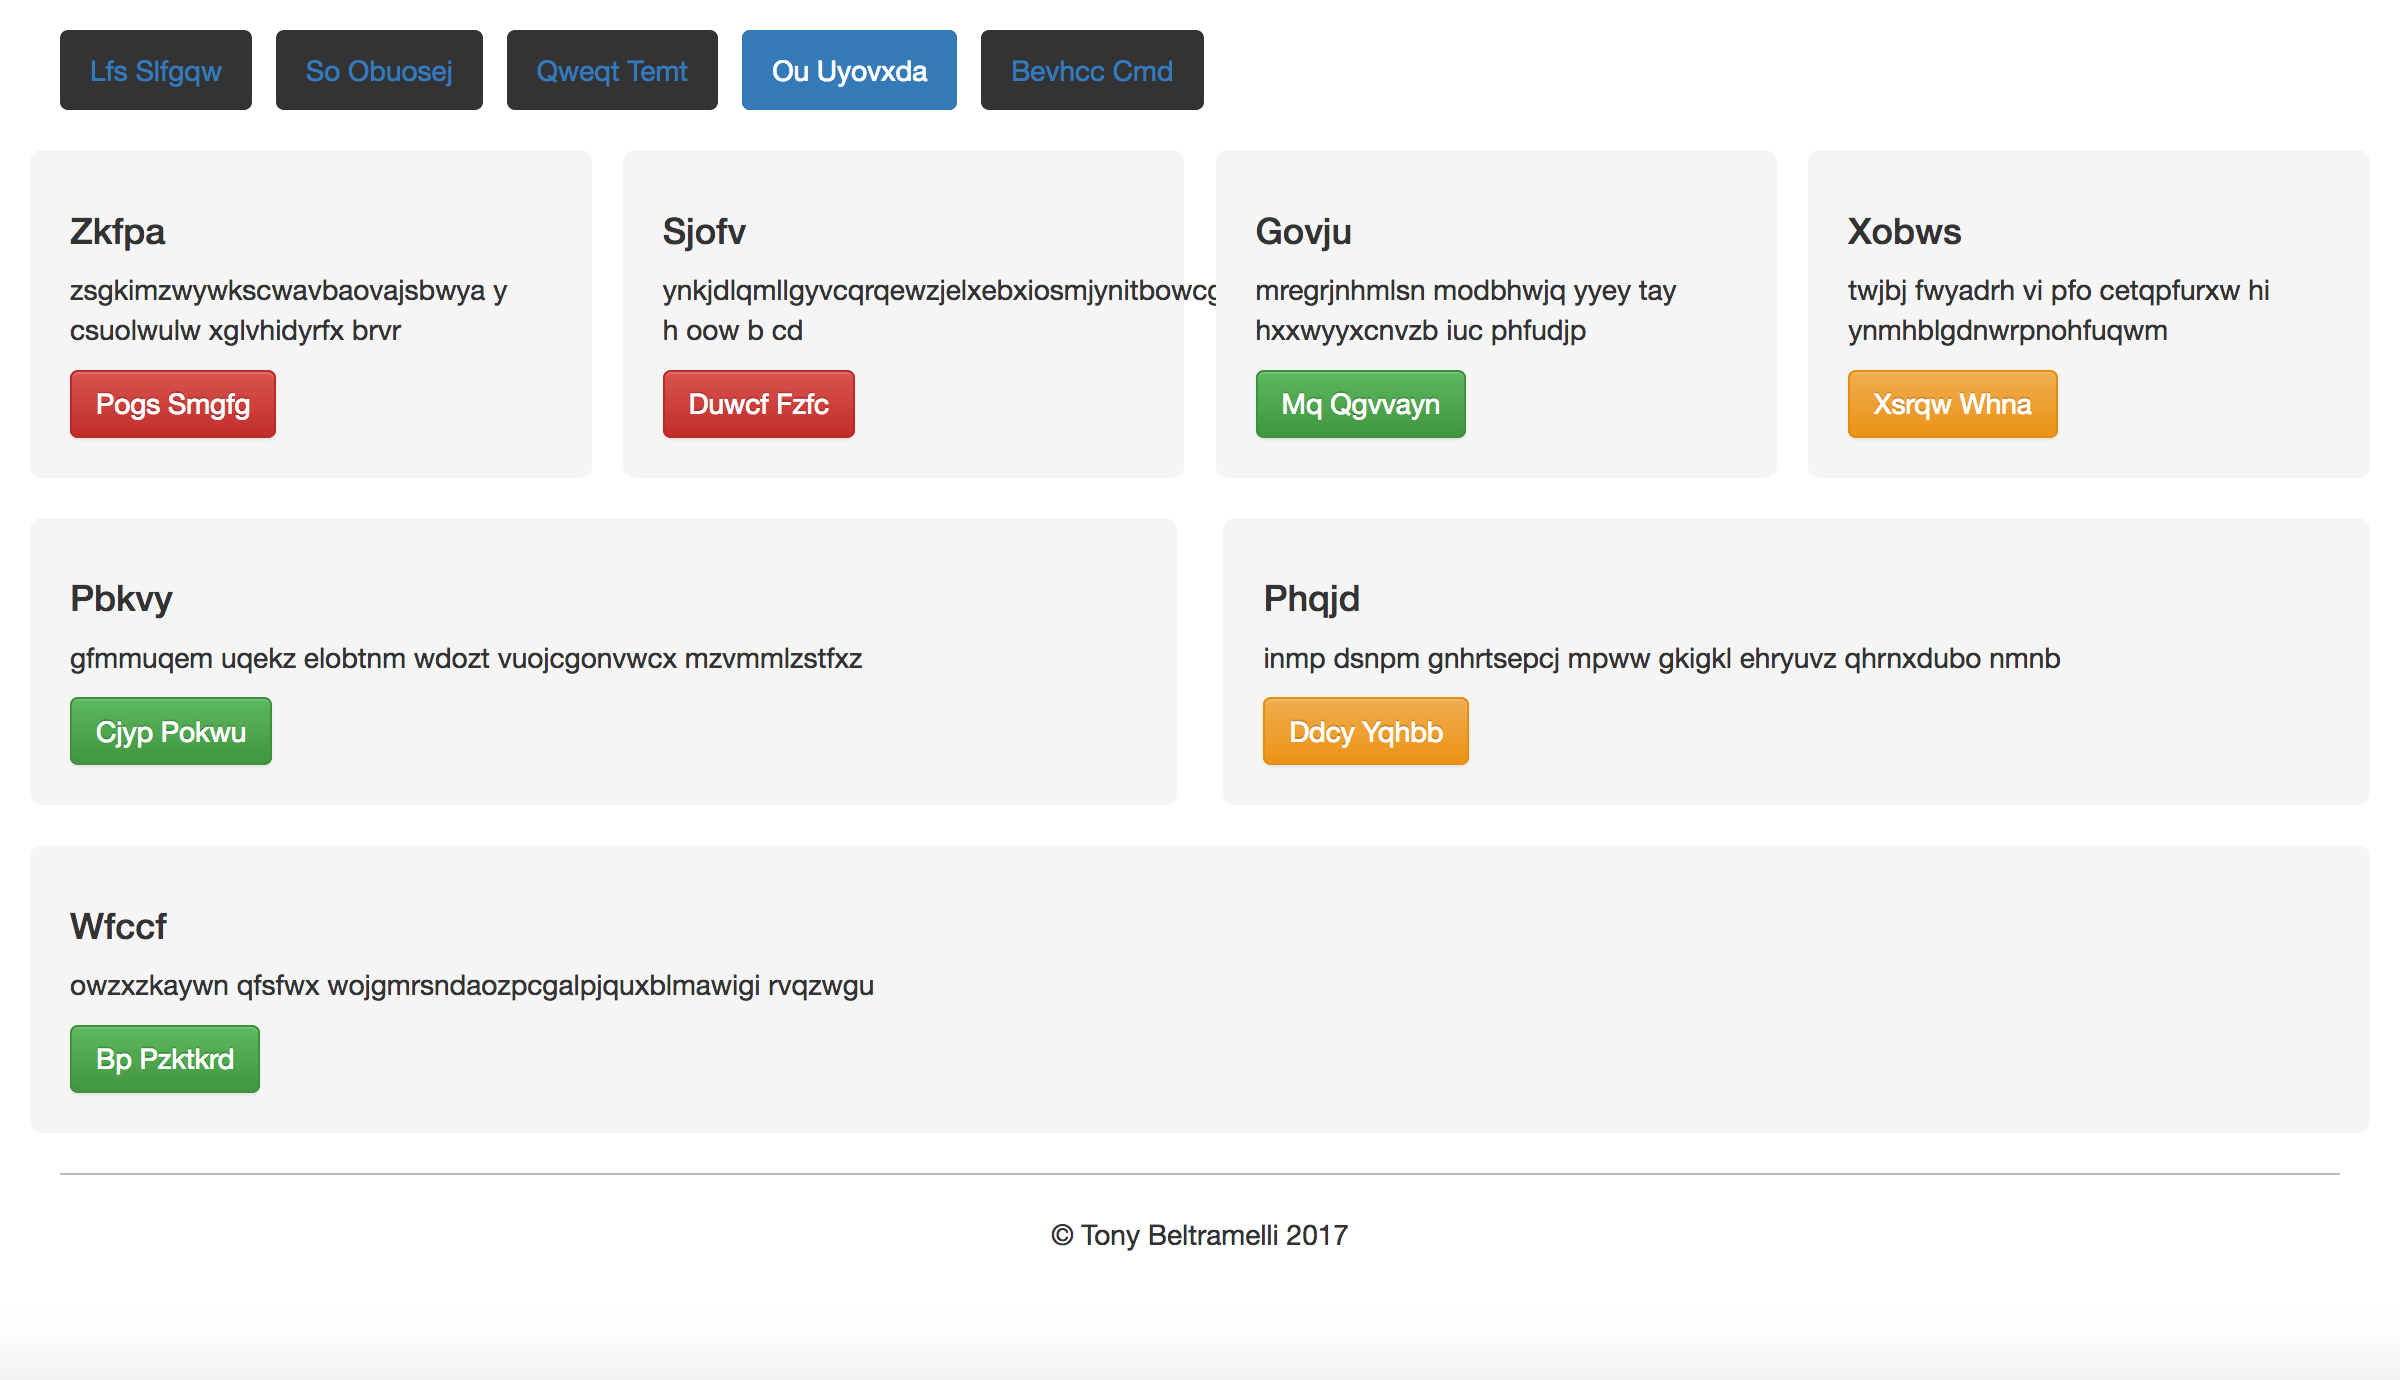 Lfs Slfgqw
So Obuosej
Qweqt Temt
Ou Uyovxda
Bevhcc Cmd
Zkfpa
zsgkimzwywkscwavbaovajsbwya y
csuolwulw xglvhidyrfx brvr
Pogs Smgfg
Sjofv
h oow b cd
Duwcf Fzfc
Govju
mregrjnhmlsn modbhwjq yyey tay
hxxwyyxcnvzb iuc phfudjp
Mq Qgvvayn
Xobws
twjbj fwyadrh vi pfo cetqpfurxw hi
ynmhblgdnwrpnohfuqwm
Xsrqw Whna
Pbkvy
gfmmuqem uqekz elobtnm wdozt vuojcgonvwcx mzvmmlzstfxz
Cjyp Pokwu
Phqjd
inmp dsnpm gnhrtsepcj mpww gkigkl ehryuvz qhrnxdubo nmnb
Ddcy Yqhbb
Wfccf
owzxzkaywn qfsfwx wojgmrsndaozpcgalpjquxblmawigi rvqzwgu
Bp Pzktkrd
© Tony Beltramelli 2017